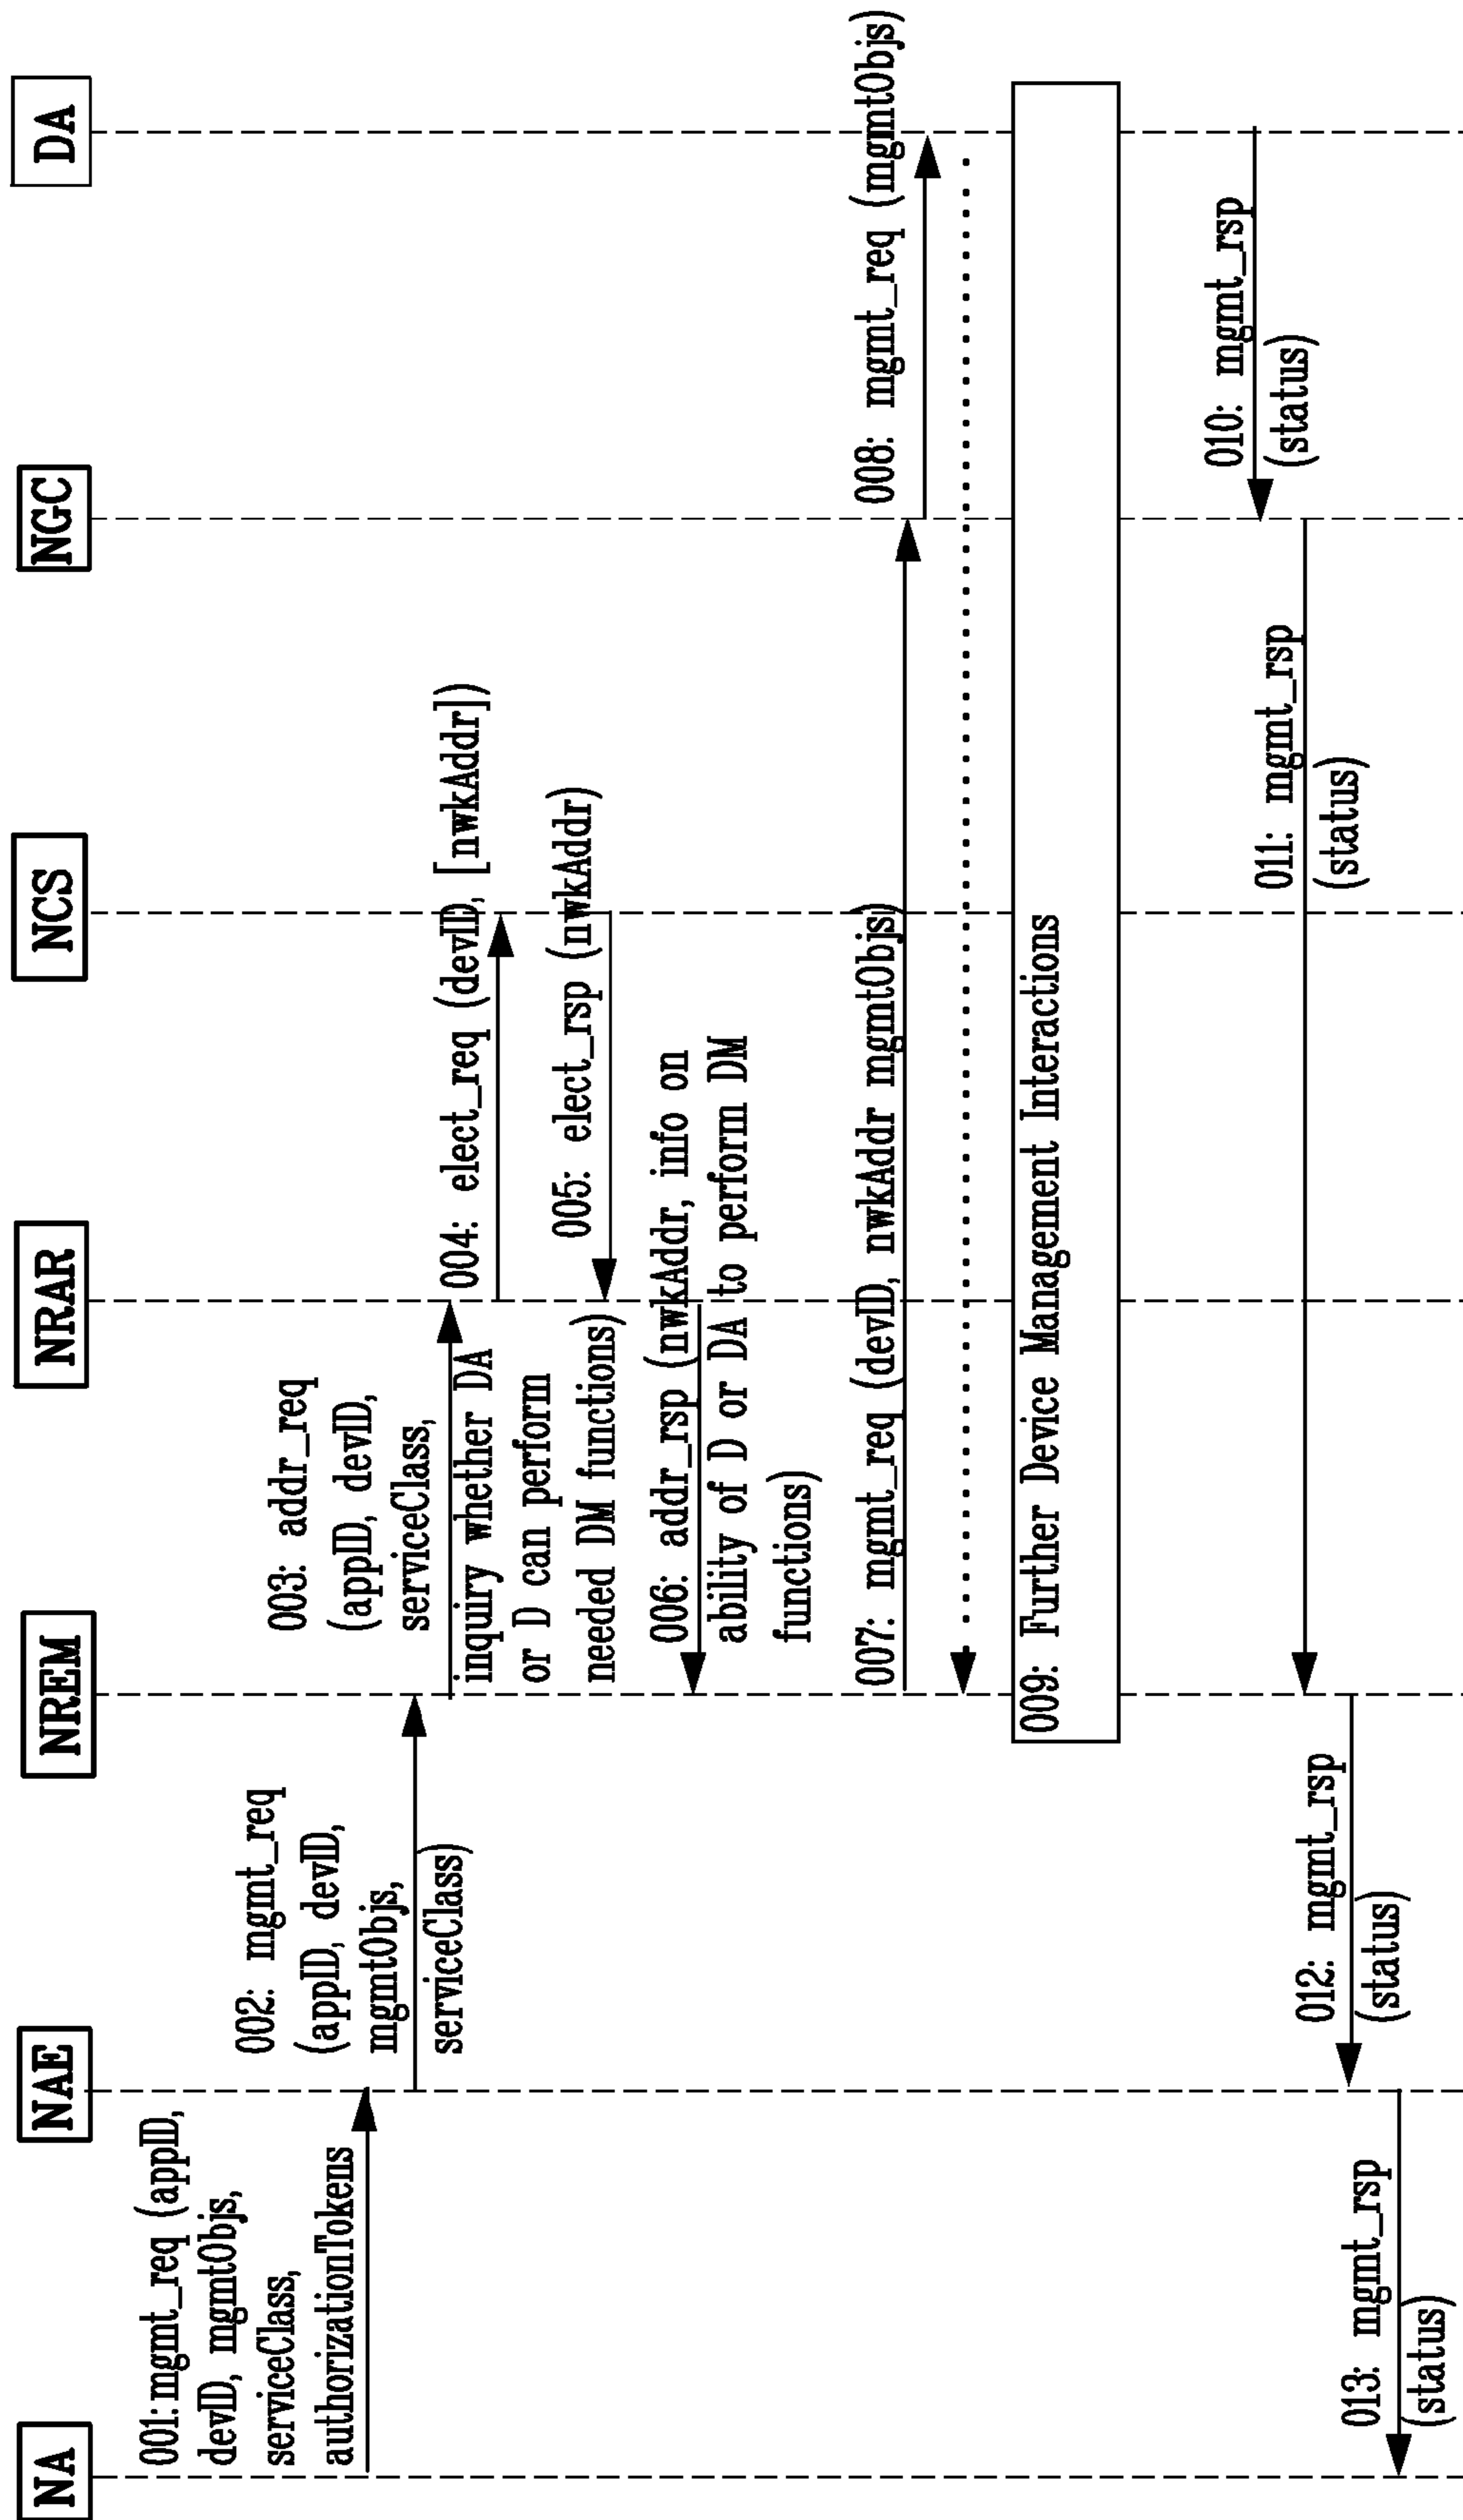 NA
NAE
NREM
NRAR
NCS
NGC
DA
001:mgmt_req (appID,
devID, mgmtObjs,
serviceClass,
authorizationTokens
002: mgmt_req
(appID, devID,
mgmtObjs,
serviceClass)
003: addr_req
(appID, devID,
serviceClass,
inquiry whether DA
or D can perform
needed DM functions)
004: elect_req (devID, [nwkAddr])
005: elect_rsp (nwkAddr)
006: addr_rsp (nwkAddr, info on
ability of D or DA to perform DM
functions)
007: mgmt_req (devID, nwkAddr mgmtObjs)
008: mgmt_req (mgmtObjs)
009: Further Device Management Interactions
010: mgmt_rsp
(status)
011: mgmt_rsp
(status)
012: mgmt_rsp
(status)
013: mgmt_rsp
(status)